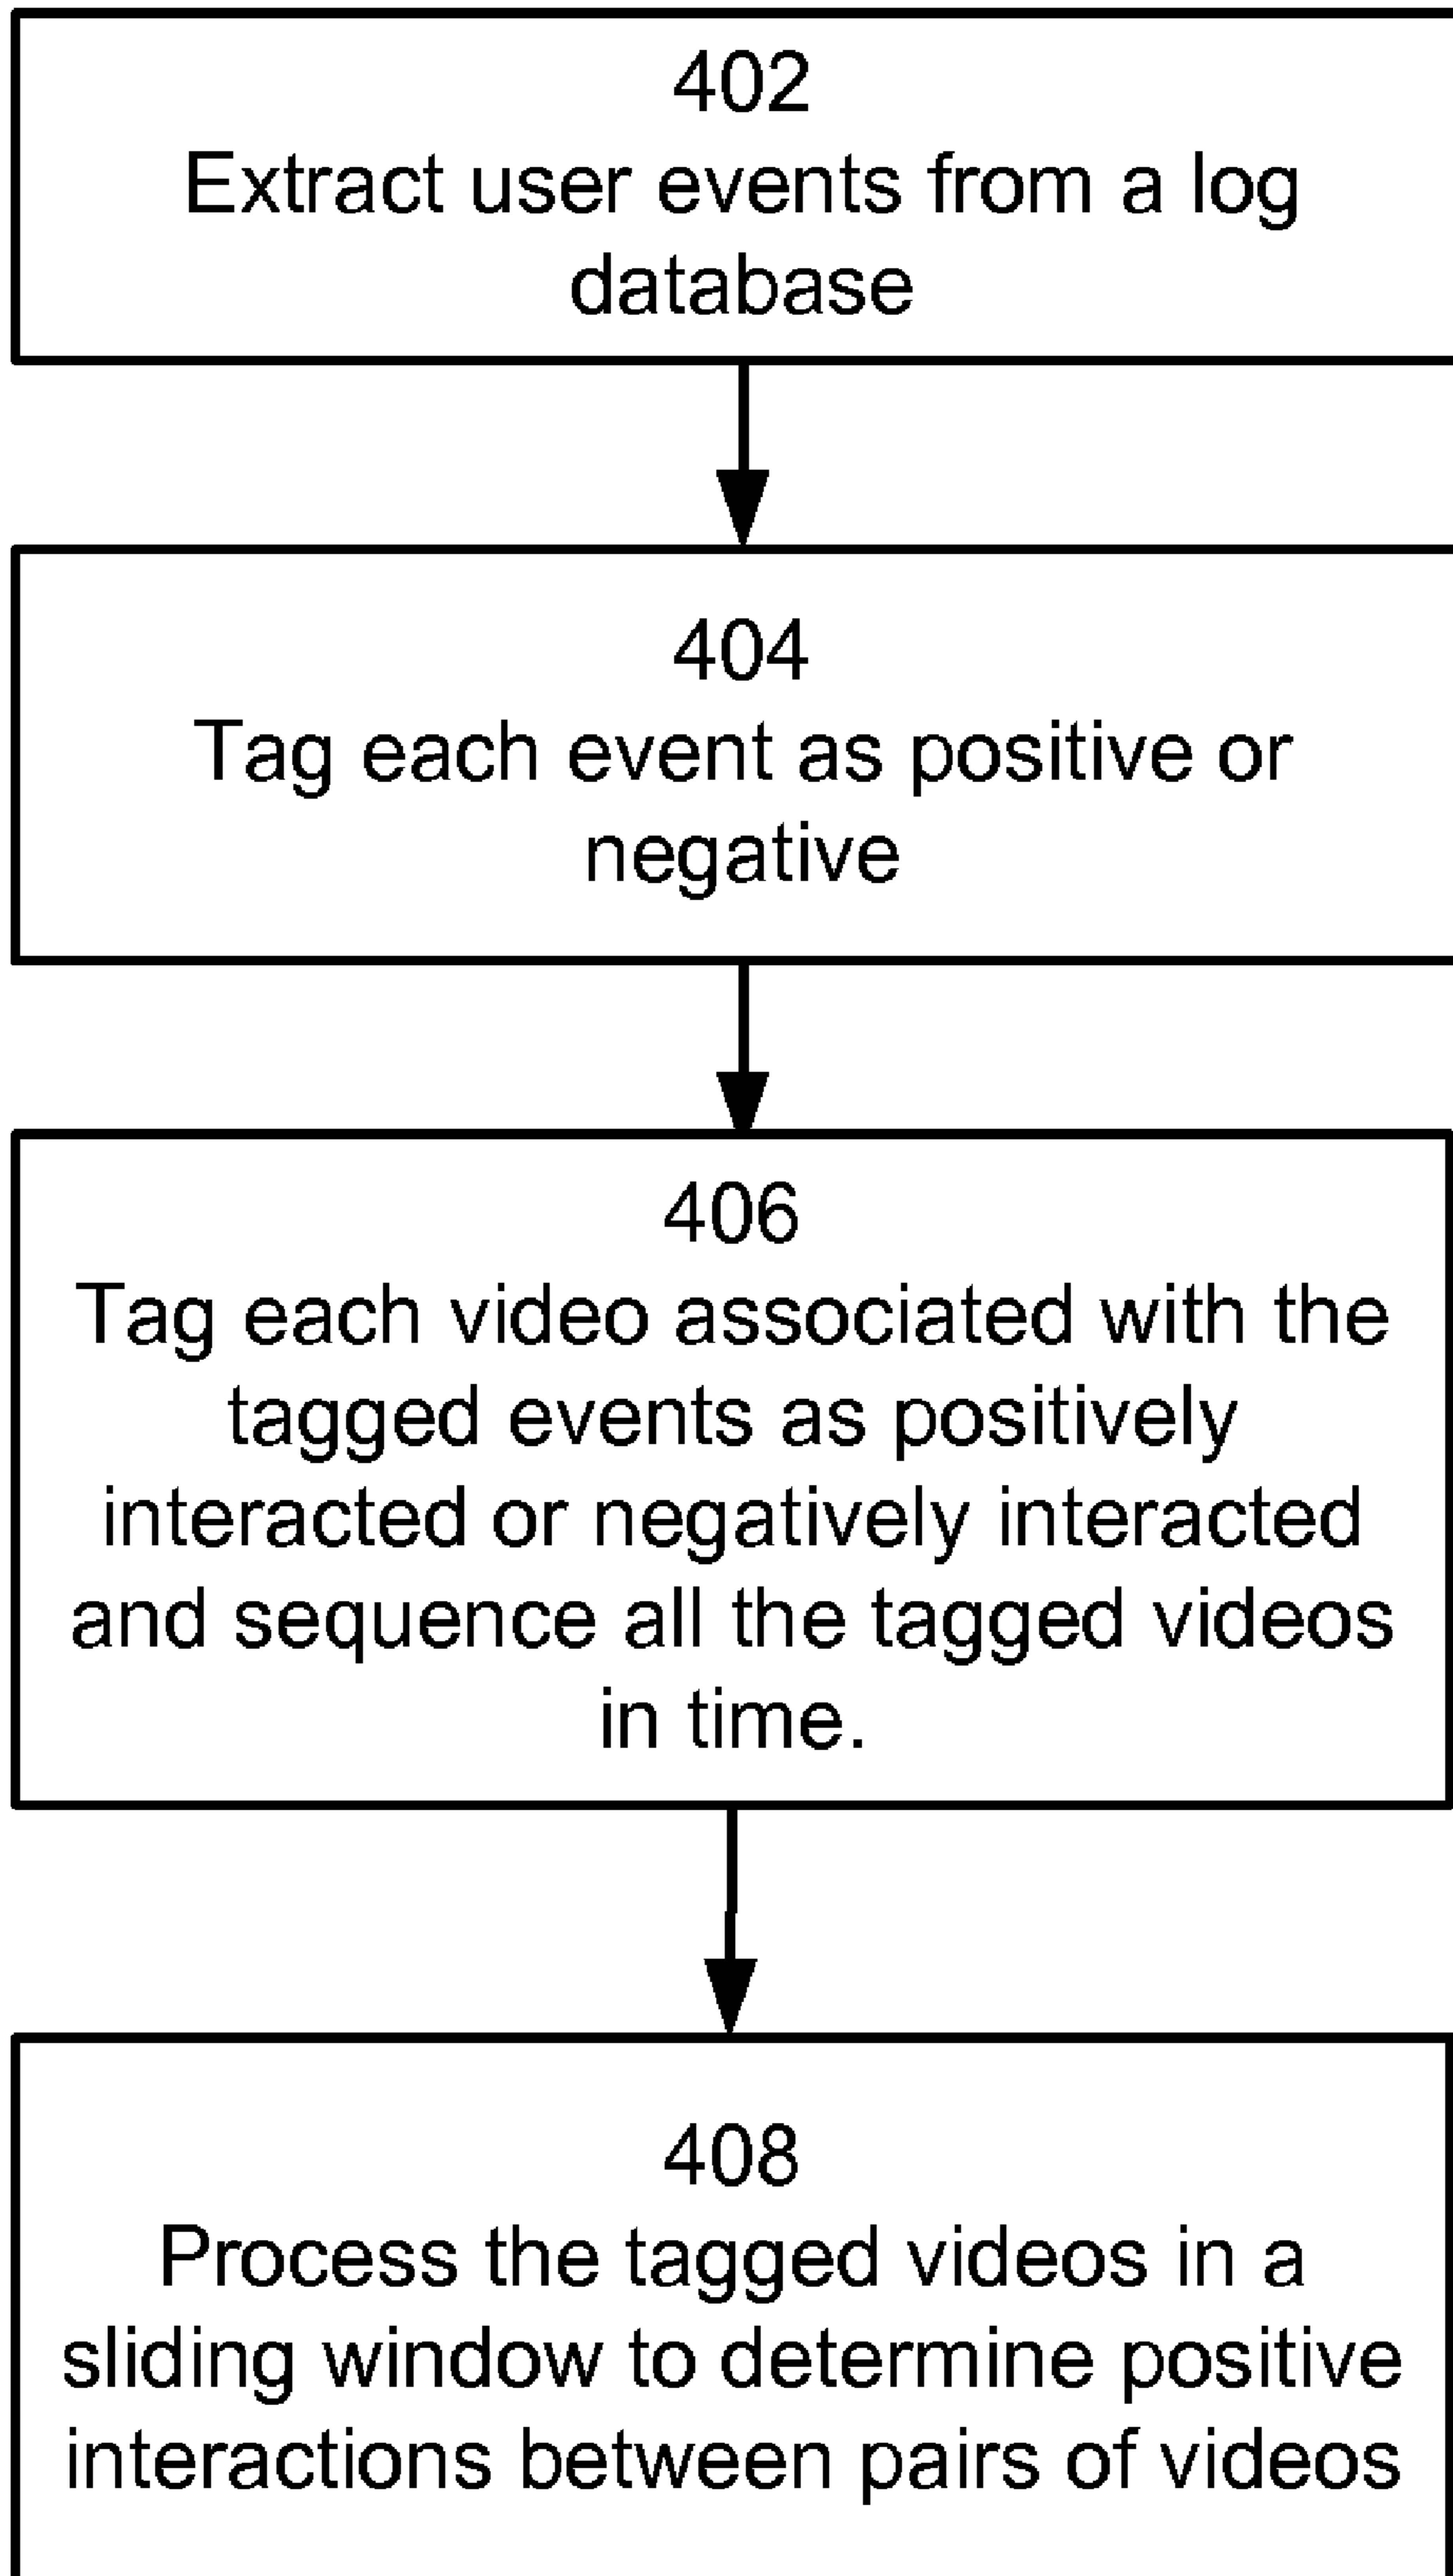 402
Extract user events from a log
database
404
Tag each event as positive or
negative
406
Tag each video associated with the
tagged events as positively
interacted or negatively interacted
and sequence all the tagged videos
in time.
408
Process the tagged videos in a
sliding window to determine positive
interactions between pairs of videos